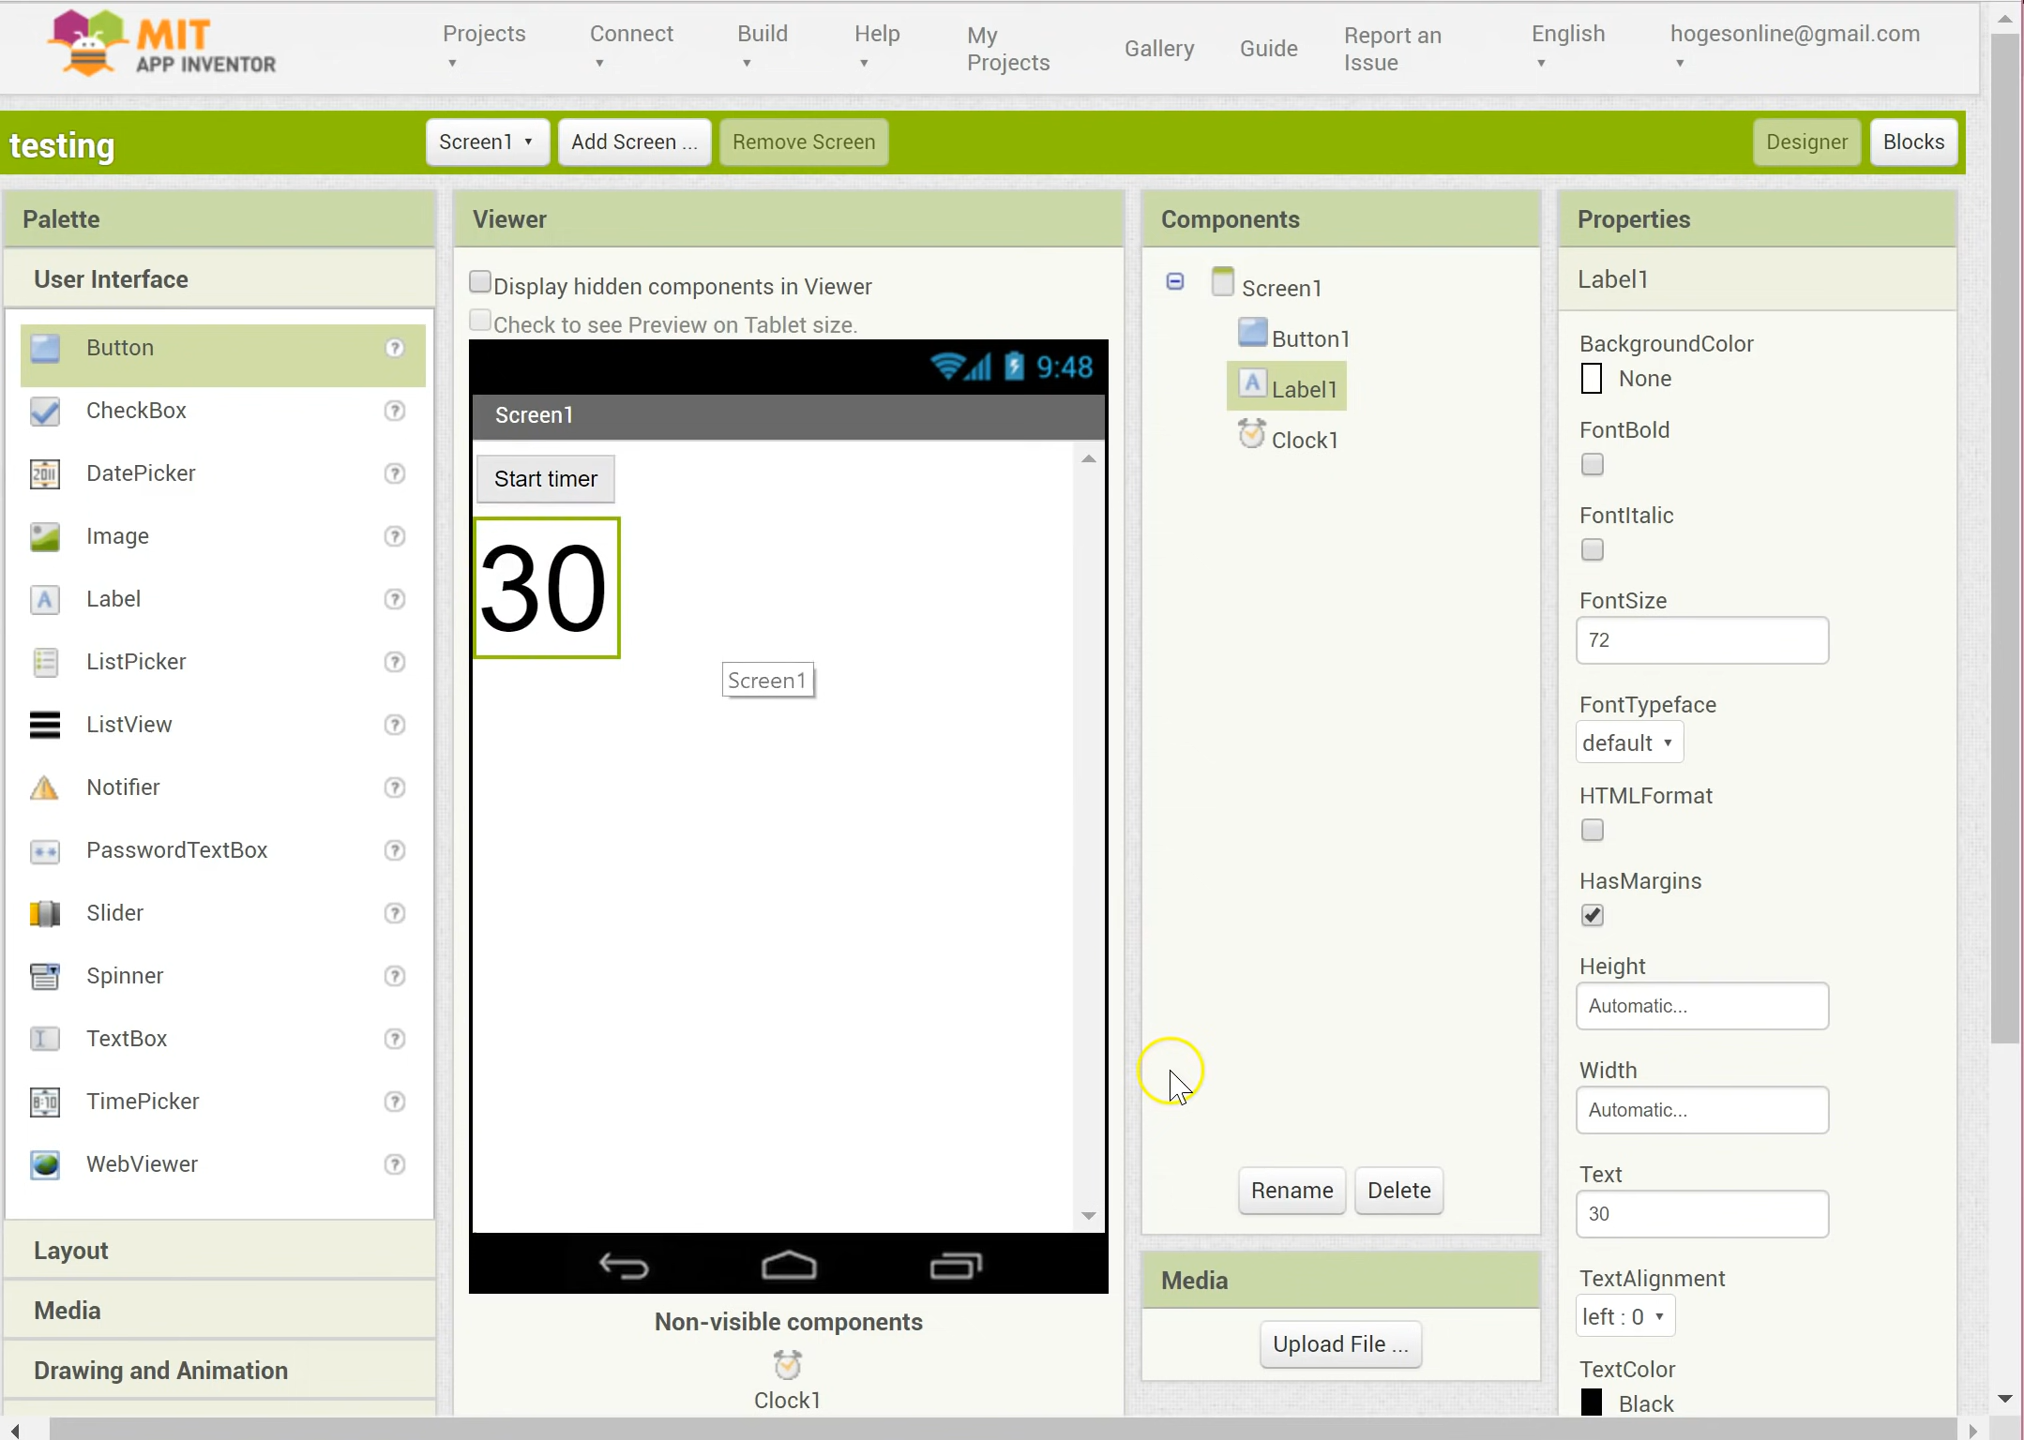 MIT
APP INVENTOR
Projects
Connect
Build
Help
My
Projects
Gallery
Guide
Report an
Issue
English
hogesonline@gmail.com
testing
Screen1
Add Screen ...
Remove Screen
Designer
Blocks
Palette
User Interface
Button
CheckBox
2011
DatePicker
Image
A
Label
ListPicker
ListView
Notifier
PasswordTextBox
Slider
Spinner
TextBox
8:10
TimePicker
WebViewer
Layout
Media
Drawing and Animation
Viewer
Display hidden components in Viewer
Check to see Preview on Tablet size.
9:48
Screen1
Start timer
30
Screen1
Non-visible components
Clock1
Components
Screen1
Button1
A
Label1
Clock1
Rename
Delete
Media
Upload File ...
Properties
Label1
BackgroundColor
None
FontBold
FontItalic
FontSize
72
FontTypeface
default
HTMLFormat
HasMargins
Height
Automatic...
Width
Automatic...
Text
30
TextAlignment
left : 0
TextColor
Black